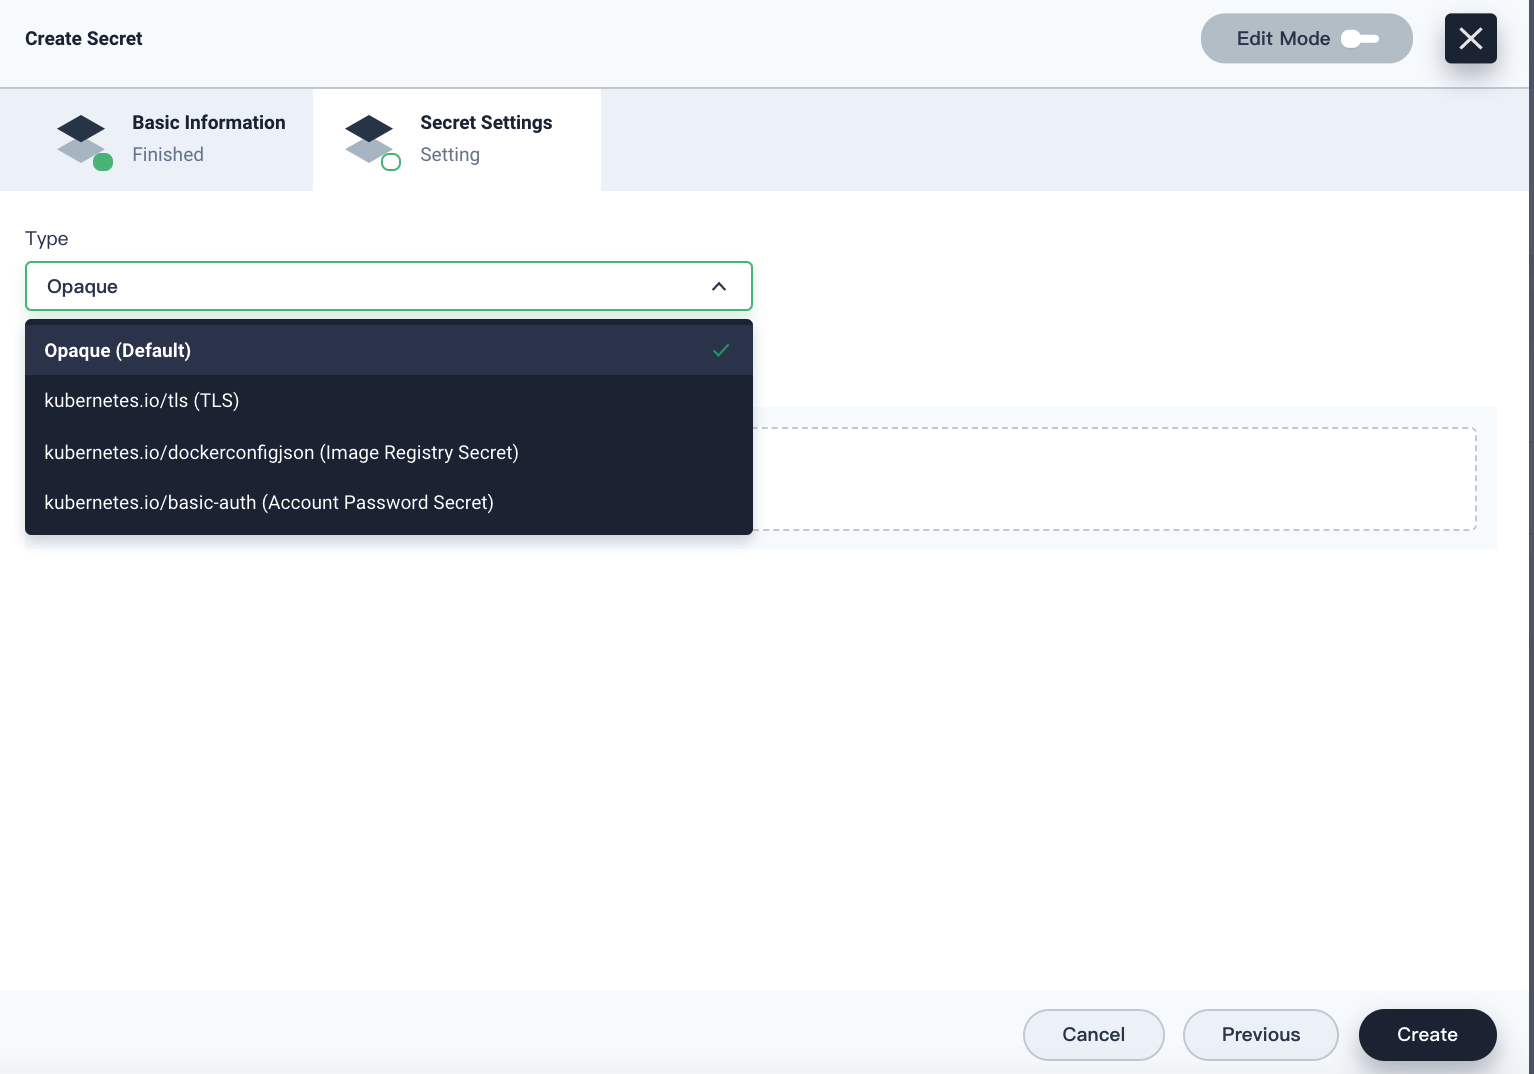 Create Secret
Edit Mode
Basic Information
Finished
Secret Settings
Setting
Type
Opaque
Opaque (Default)
kubernetes.io/tls (TLS)
kubernetes.io/dockerconfigjson (Image Registry Secret)
kubernetes.io/basic-auth (Account Password Secret)
Cancel
Previous
Create